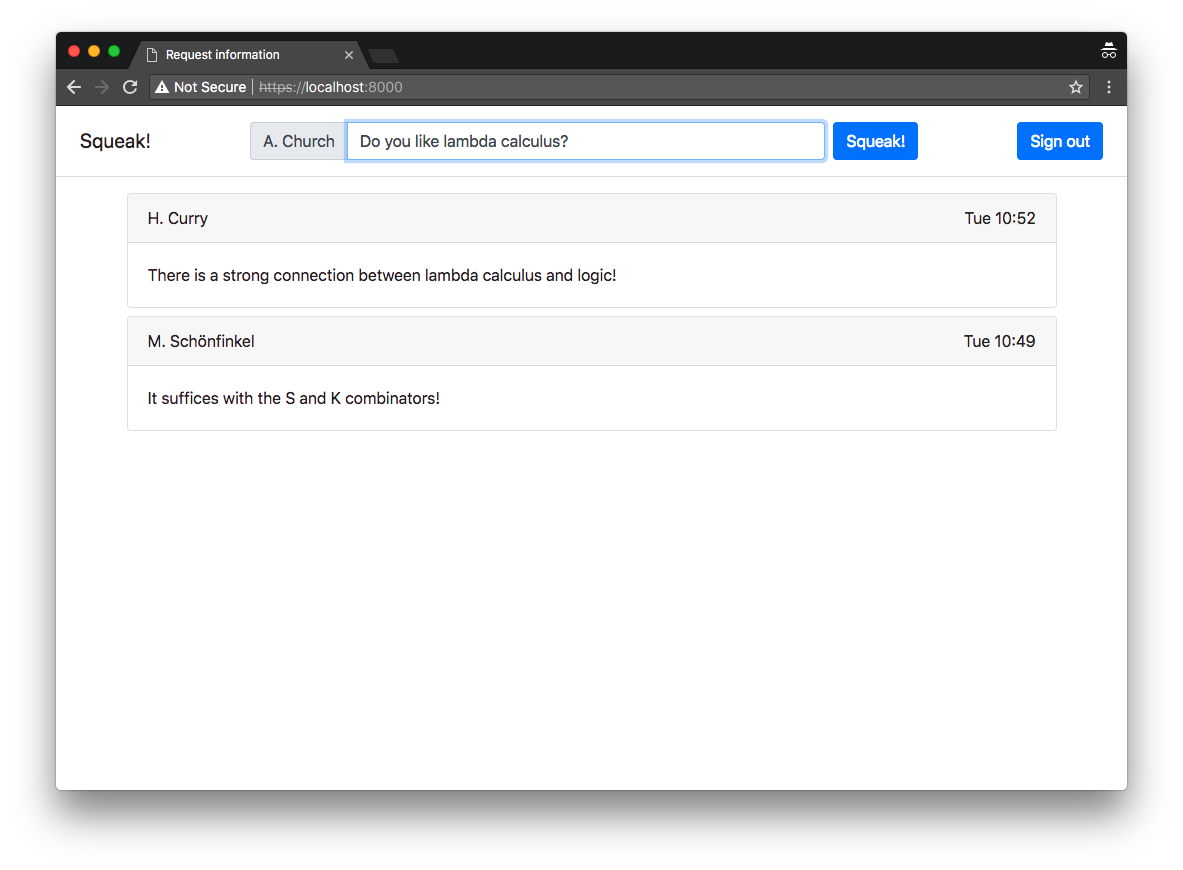 Request information
Not Secure | https://localhost:8000
Squeak! A. Church Do you like lambda calculus? Squeak! Sign out
H. Curry Tue 10:52
There is a strong connection between lambda calculus and logic!
M. Schönfinkel Tue 10:49
It suffices with the S and K combinators!